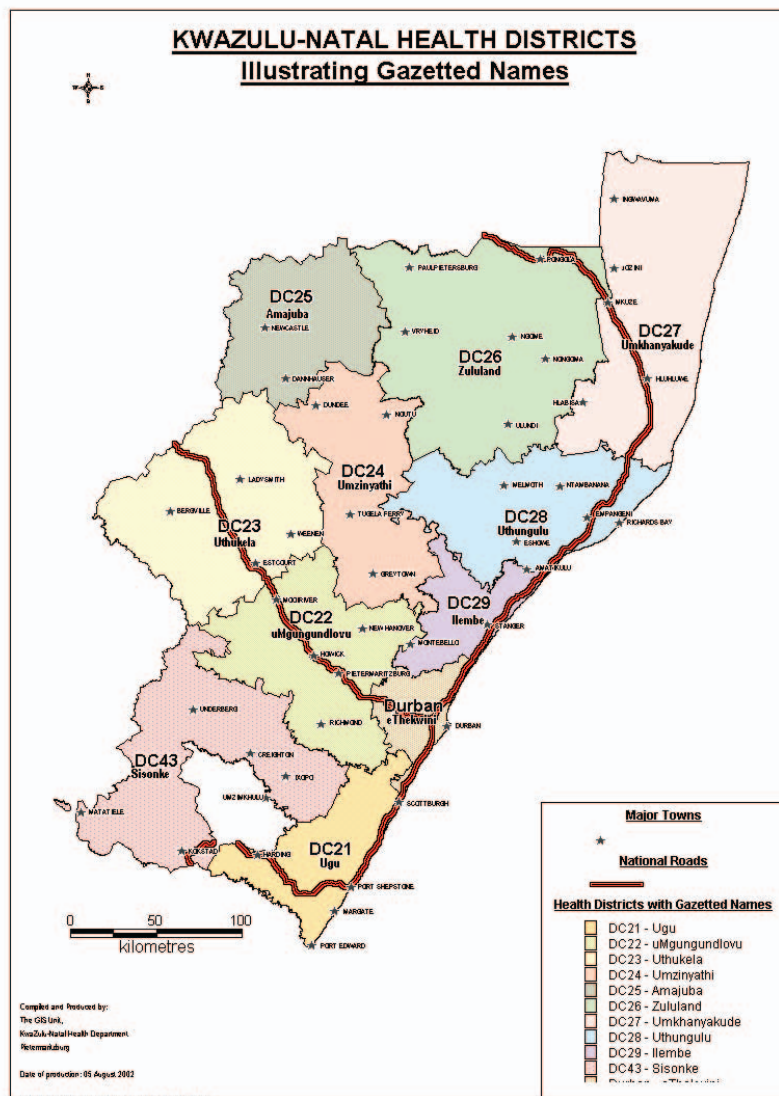 KWAZULU-NATAL HEALTH DISTRICTS
Illustrating Gazetted Names
N
S
INGWAVUMA
JOZINI
PONGOLA
PAULPIETERSBURG
MKUZE
DC25
Amajuba
NEWCASTLE
DANNHAUSER
VRYHEID
NGOME
NONGOMA
DC26
Zululand
DC27
Umkhanyakude
HLUHLUWE
HLABISA
ULUNDI
DUNDEE
NQUTU
DC24
Umzinyathi
LADYSMITH
BERGVILLE
DC23
Uthukela
WEENEN
ESTCOURT
TUGELA FERRY
GREYTOWN
MELMOTH
NTAMBANANA
DC28
Uthungulu
EMPANGENI
RICHARDS BAY
ESHOWE
AMATIKULU
DC29
Ilembe
STANGER
MONTEBELLO
MOOIRIVER
DC22
uMgungundlovu
NEW HANOVER
HOWICK
PIETERMARITZBURG
RICHMOND
Durban
eThekwini
DURBAN
UNDERBERG
CREIGHTON
IXOPO
DC43
Sisonke
UMZIMKHULU
MATATIELE
KOKSTAD
HARDING
SCOTTBURGH
DC21
Ugu
PORT SHEPSTONE
MARGATE
PORT EDWARD
0 50 100
kilometres
Compiled and Produced by:
The GIS Unit,
KwaZulu-Natal Health Department
Pietermaritzburg
Date of production: 05 August 2002
Major Towns
National Roads
Health Districts with Gazetted Names
DC21 - Ugu
DC22 - uMgungundlovu
DC23 - Uthukela
DC24 - Umzinyathi
DC25 - Amajuba
DC26 - Zululand
DC27 - Umkhanyakude
DC28 - Uthungulu
DC29 - Ilembe
DC43 - Sisonke
Durban - eThekwini